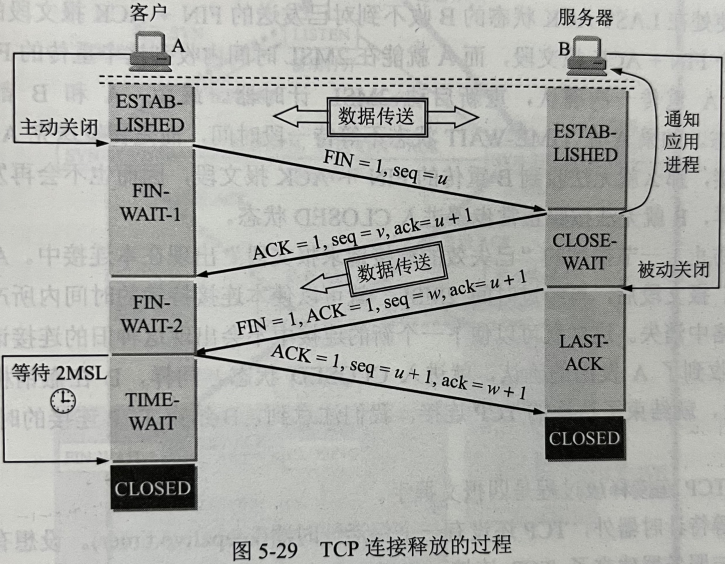 客户
A
服务器
B
ESTAB-
LISHED
数据传送
ESTAB-
LISHED
通知
应用
进程
主动关闭
FIN = 1, seq = u
FIN-
WAIT-1
ACK = 1, seq = v, ack = u + 1
CLOSE-
WAIT
数据传送
被动关闭
FIN-
WAIT-2
FIN = 1, ACK = 1, seq = w, ack = u + 1
LAST-
ACK
等待 2MSL
ACK = 1, seq = u + 1, ack = w + 1
TIME-
WAIT
CLOSED
CLOSED
图 5-29 TCP 连接释放的过程